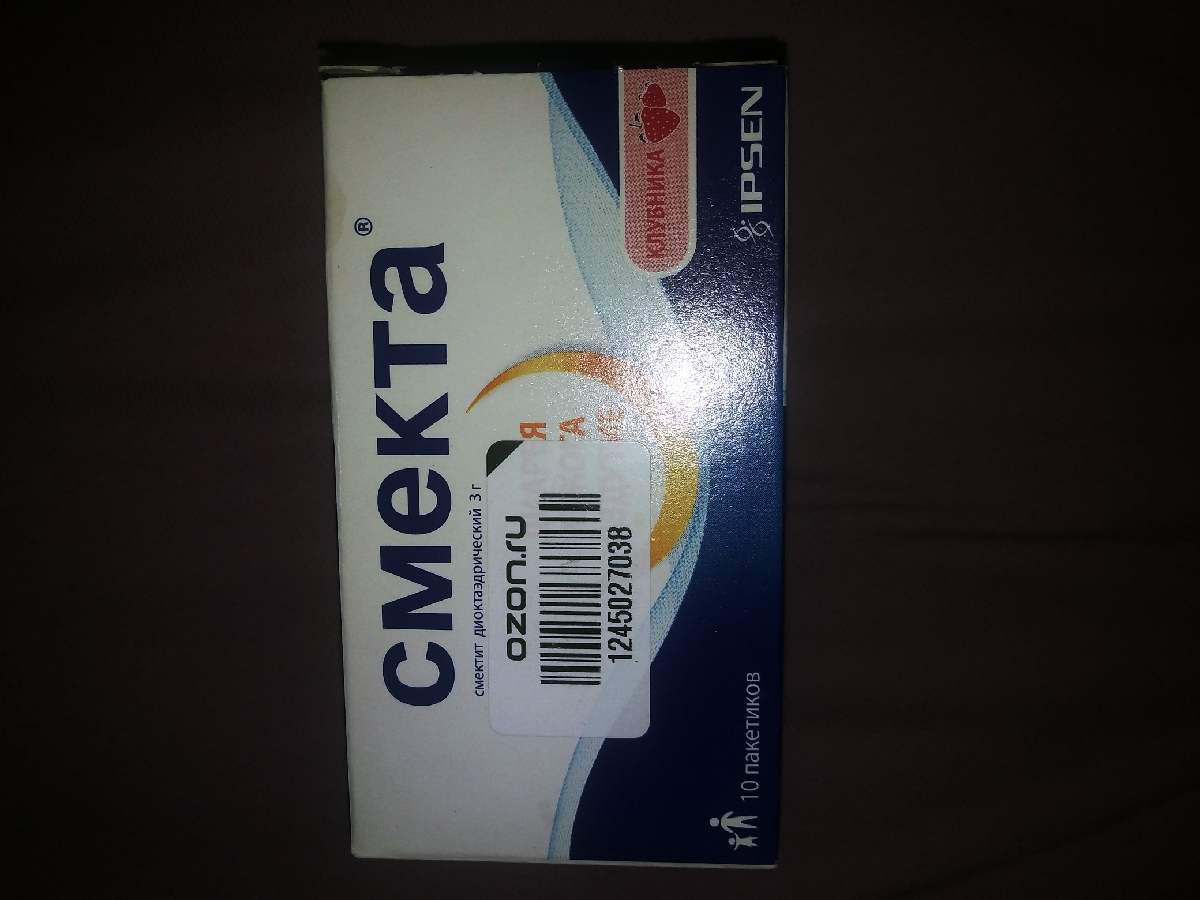 смекта®
смектит диоктаэдрический 3 г
ozon.ru
1245027038
КЛУБНИКА
IPSEN
10 пакетиков